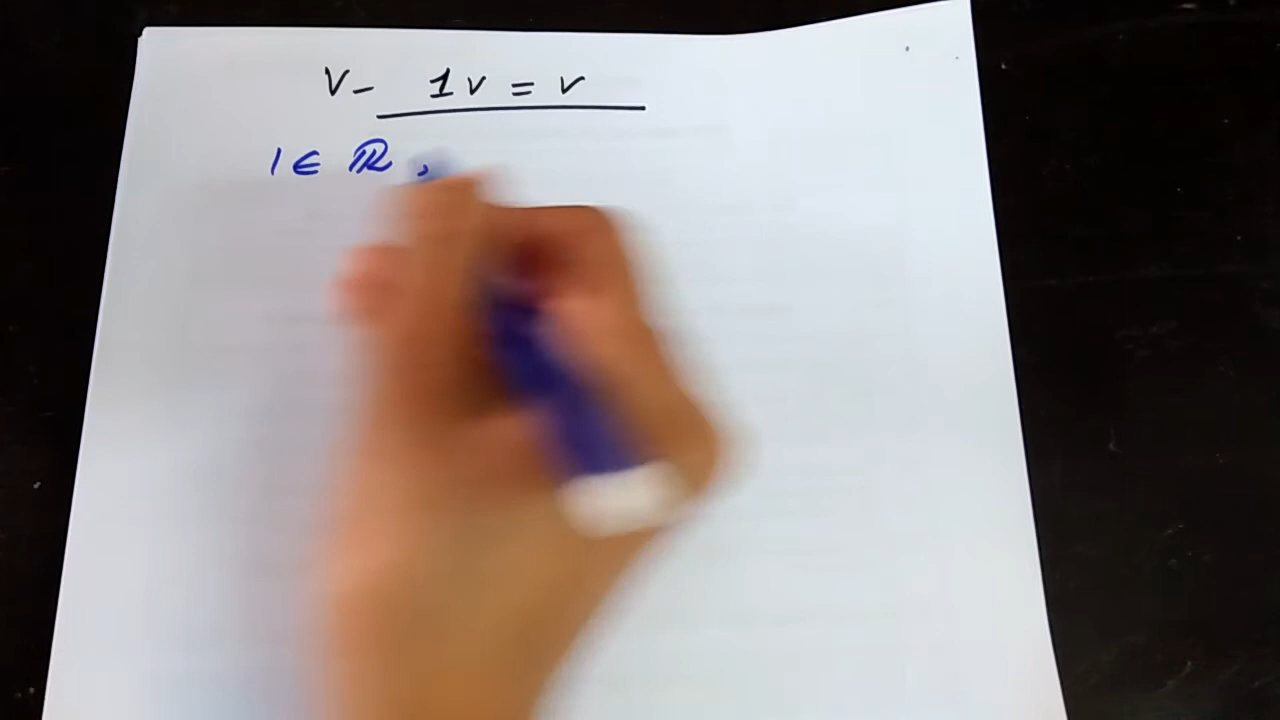 V- 1v = v
1 ∈ ℝ ,